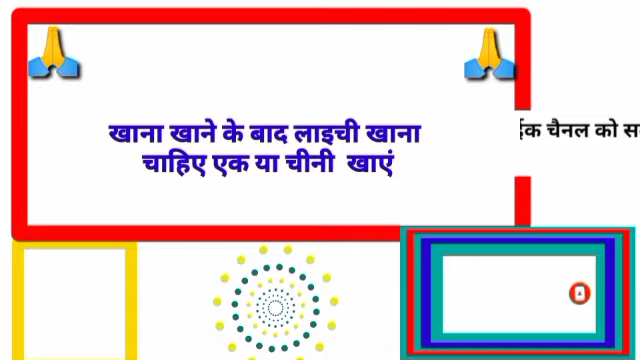 खाना खाने के बाद लाइची खाना
चाहिए एक या चीनी खाएं
चैनल को